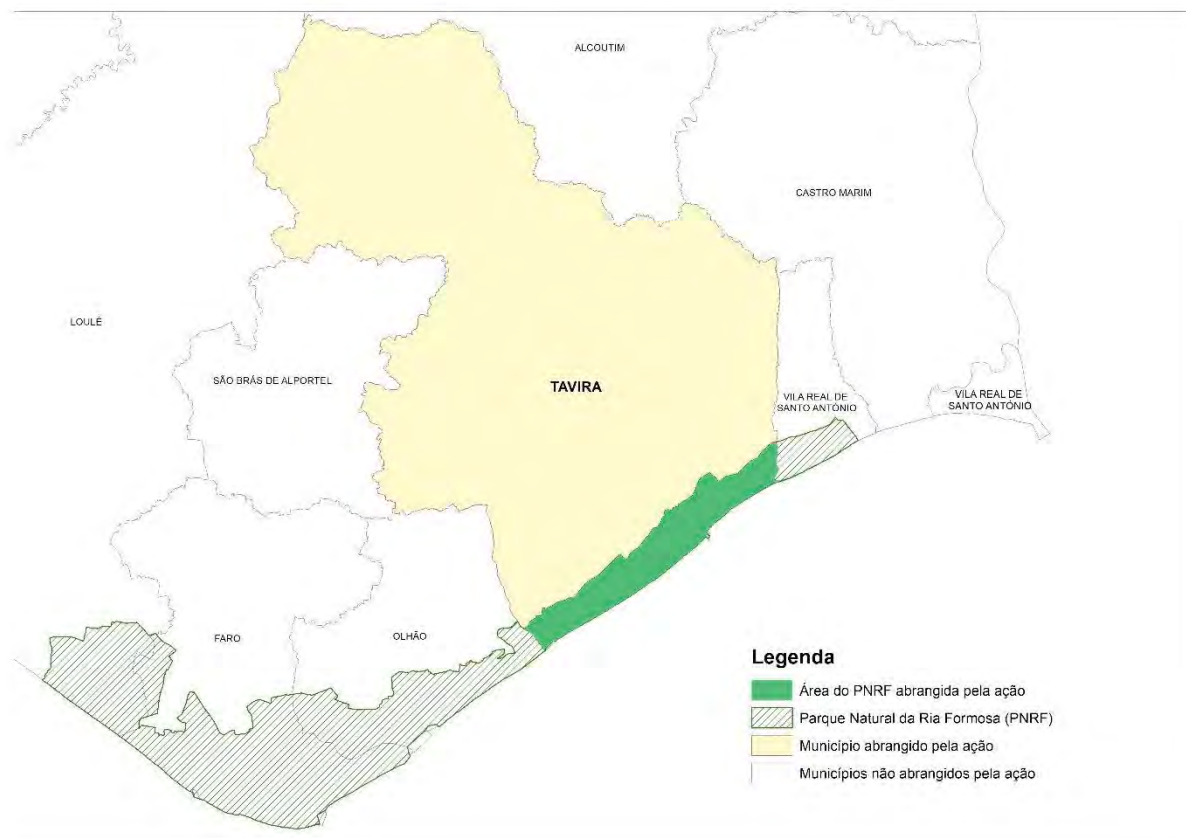 ALCOUTIM
CASTRO MARIM
LOULÉ
SÃO BRÁS DE ALPORTEL
TAVIRA
VILA REAL DE
SANTO ANTÓNIO
VILA REAL DE
SANTO ANTÓNIO
FARO
OLHÃO
Legenda
Área do PNRF abrangida pela ação
Parque Natural da Ria Formosa (PNRF)
Município abrangido pela ação
Municípios não abrangidos pela ação